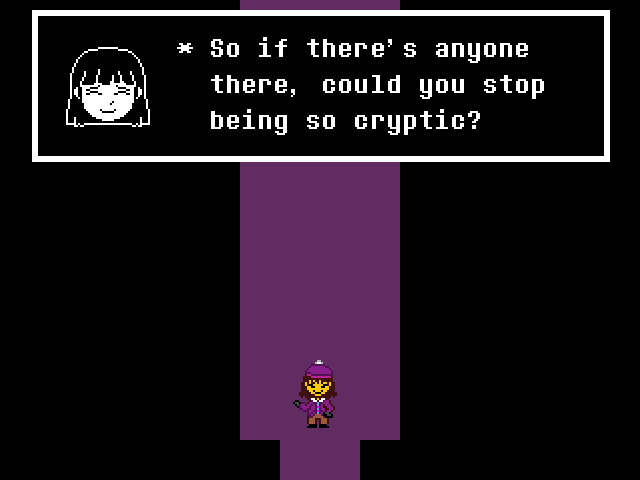 * So if there's anyone
there, could you stop
being so cryptic?